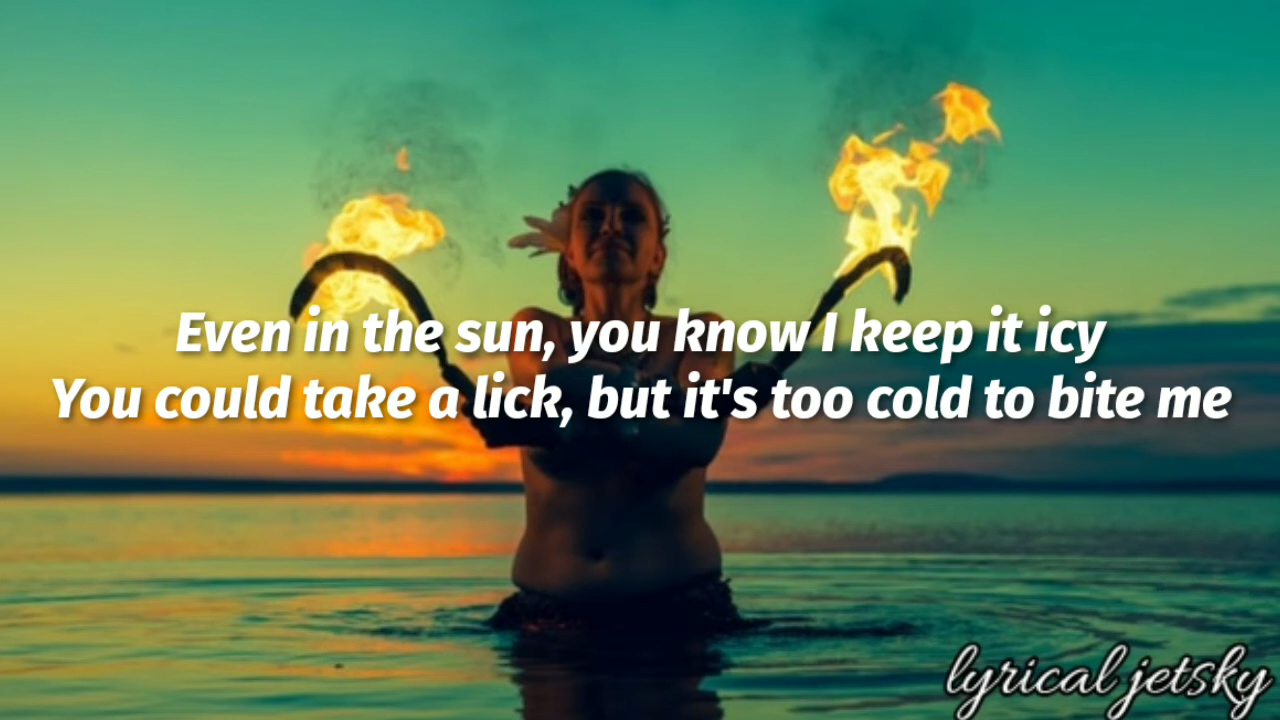 Even in the sun, you know I keep it icy
You could take a lick, but it's too cold to bite me
lyrical jetsky